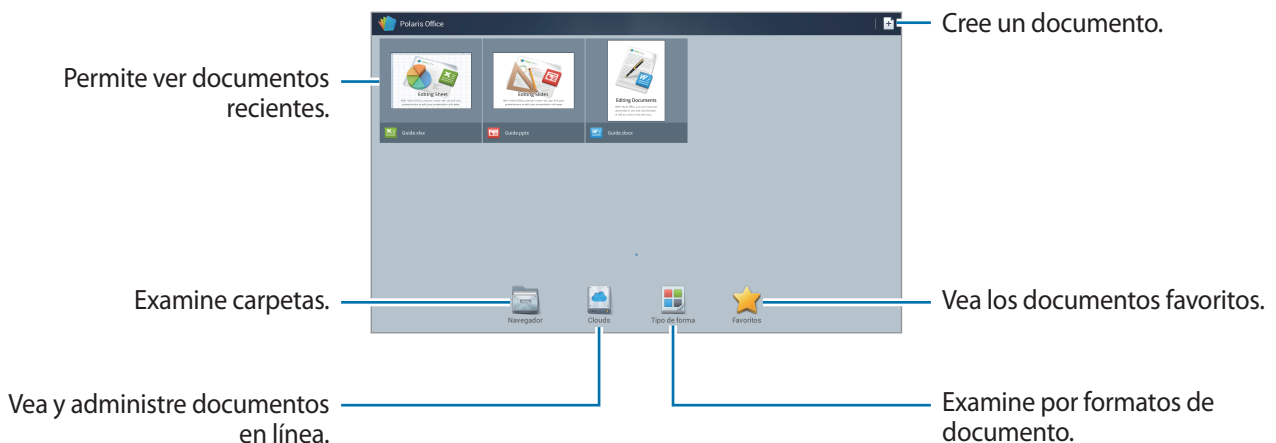 Polaris Office
Cree un documento.
Permite ver documentos
recientes.
Editing Sheet
Editing Slides
Editing Documents
Guide.xlsx
Guide.pptx
Guide.docx
Examine carpetas.
Navegador
Clouds
Tipo de forma
Favoritos
Vea los documentos favoritos.
Vea y administre documentos
en línea.
Examine por formatos de
documento.